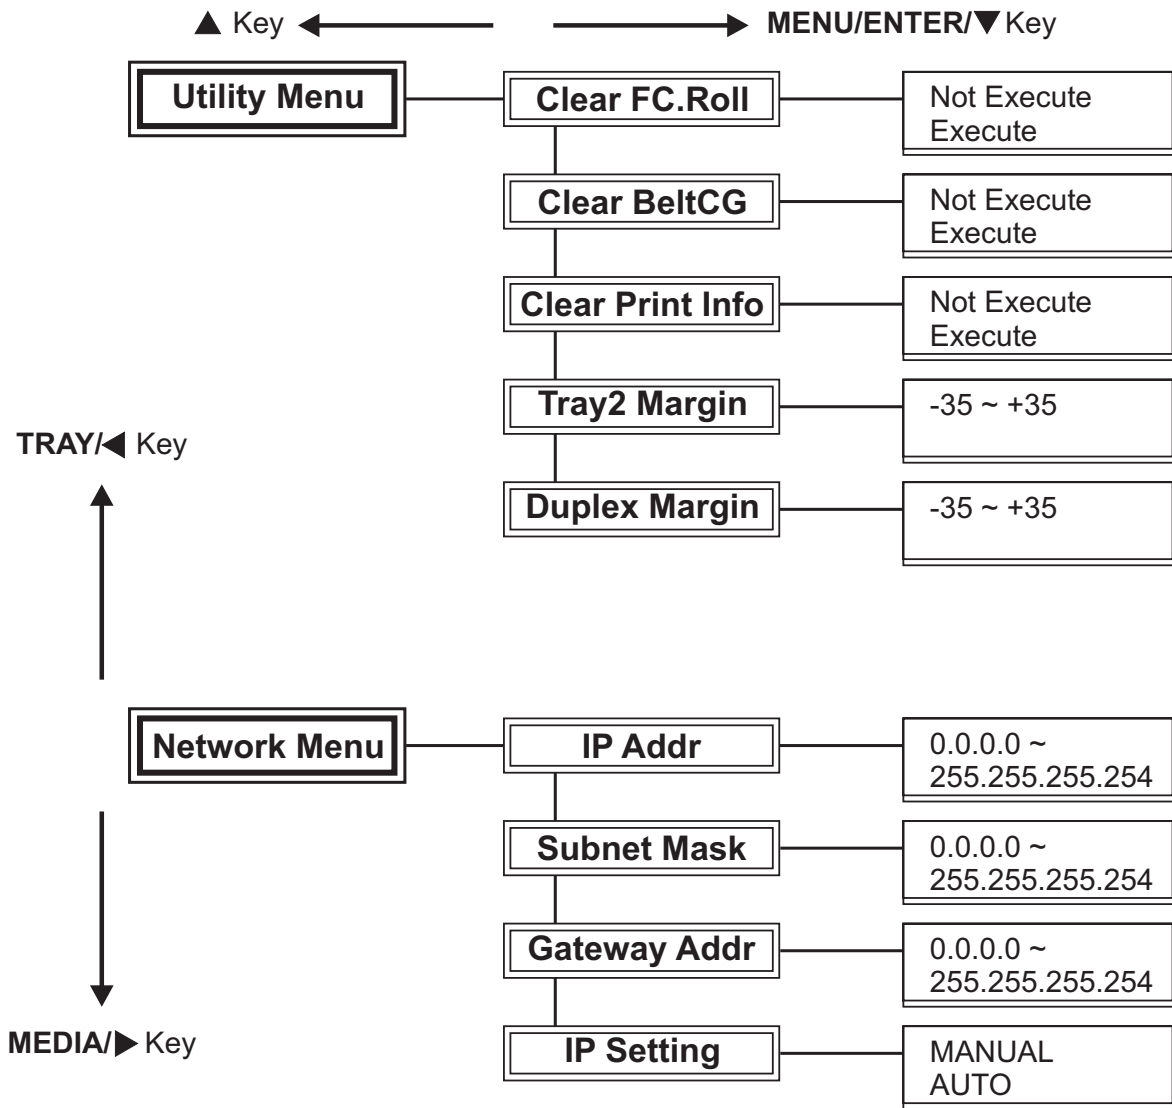 ▲ Key
MENU/ENTER/▼ Key
Utility Menu
Clear FC.Roll
Not Execute
Execute
Clear BeltCG
Not Execute
Execute
Clear Print Info
Not Execute
Execute
Tray2 Margin
-35 ~ +35
TRAY/◀ Key
Duplex Margin
-35 ~ +35
Network Menu
IP Addr
0.0.0.0 ~
255.255.255.254
Subnet Mask
0.0.0.0 ~
255.255.255.254
Gateway Addr
0.0.0.0 ~
255.255.255.254
MEDIA/▶ Key
IP Setting
MANUAL
AUTO